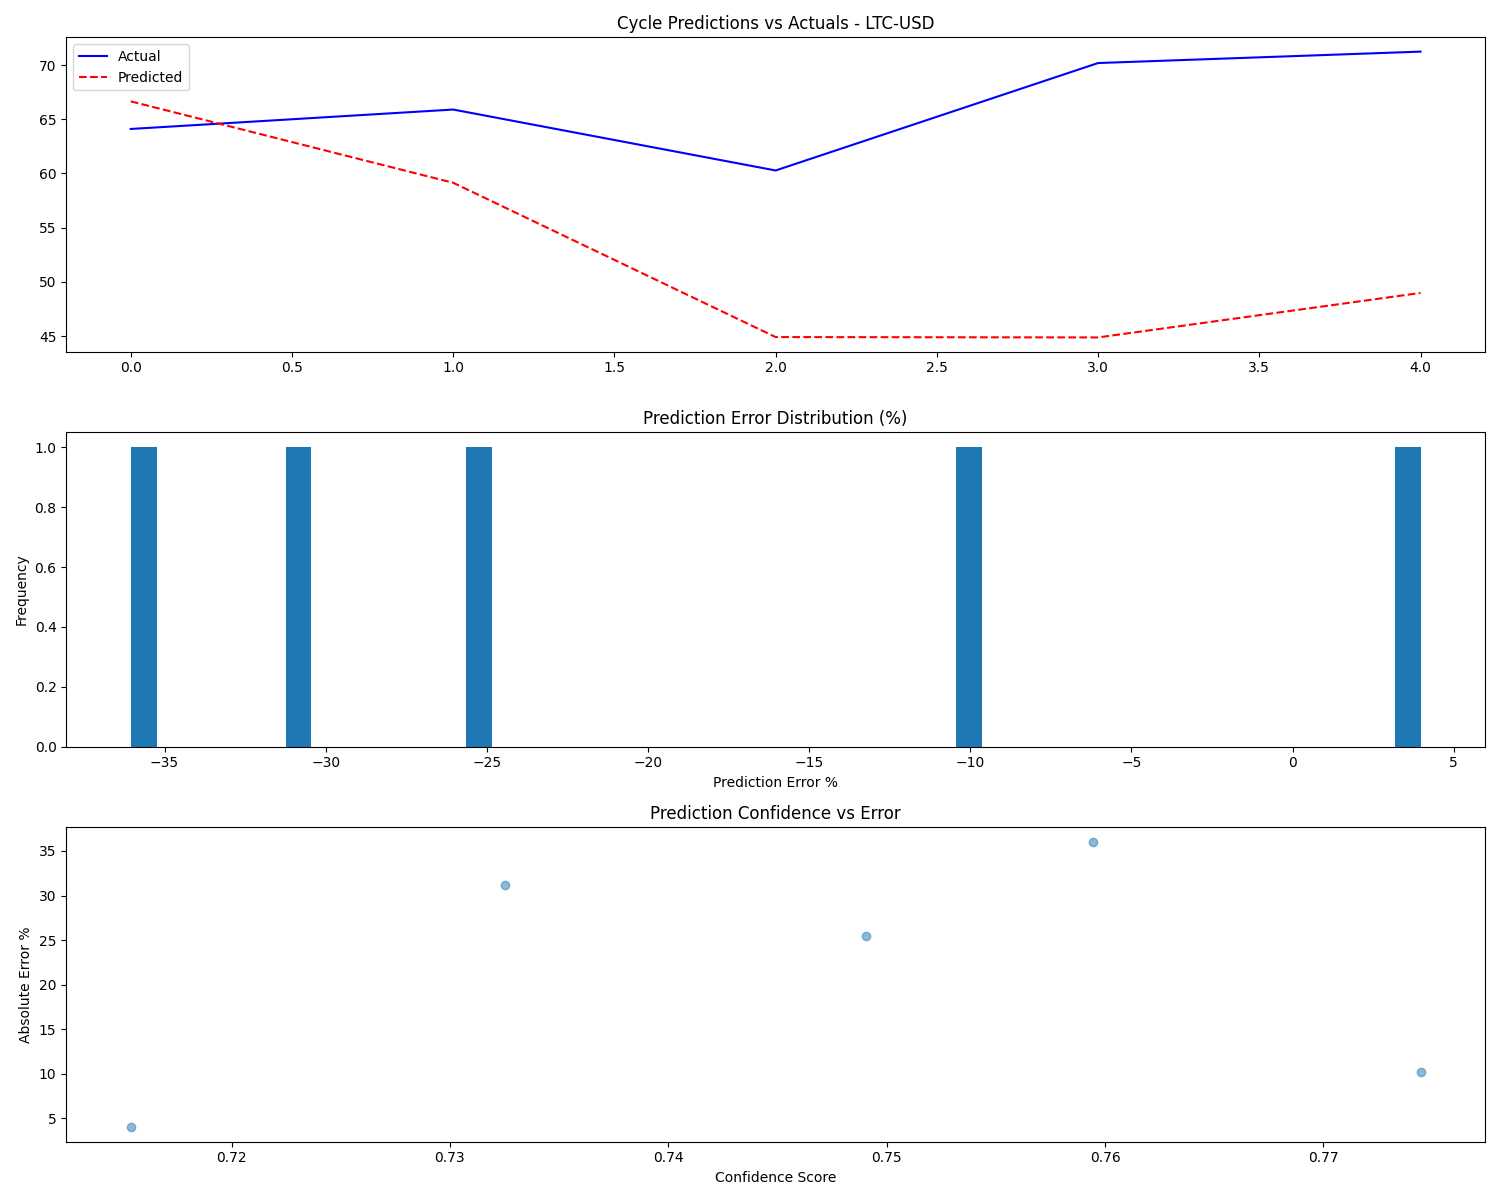 Cycle Predictions vs Actuals - LTC-USD
Actual
Predicted
70
65
60
55
50
45
0.0 0.5 1.0 1.5 2.0 2.5 3.0 3.5 4.0
Prediction Error Distribution (%)
Frequency
1.0
0.8
0.6
0.4
0.2
0.0
−35 −30 −25 −20 −15 −10 −5 0 5
Prediction Error %
Prediction Confidence vs Error
Absolute Error %
35
30
25
20
15
10
5
0.72 0.73 0.74 0.75 0.76 0.77
Confidence Score